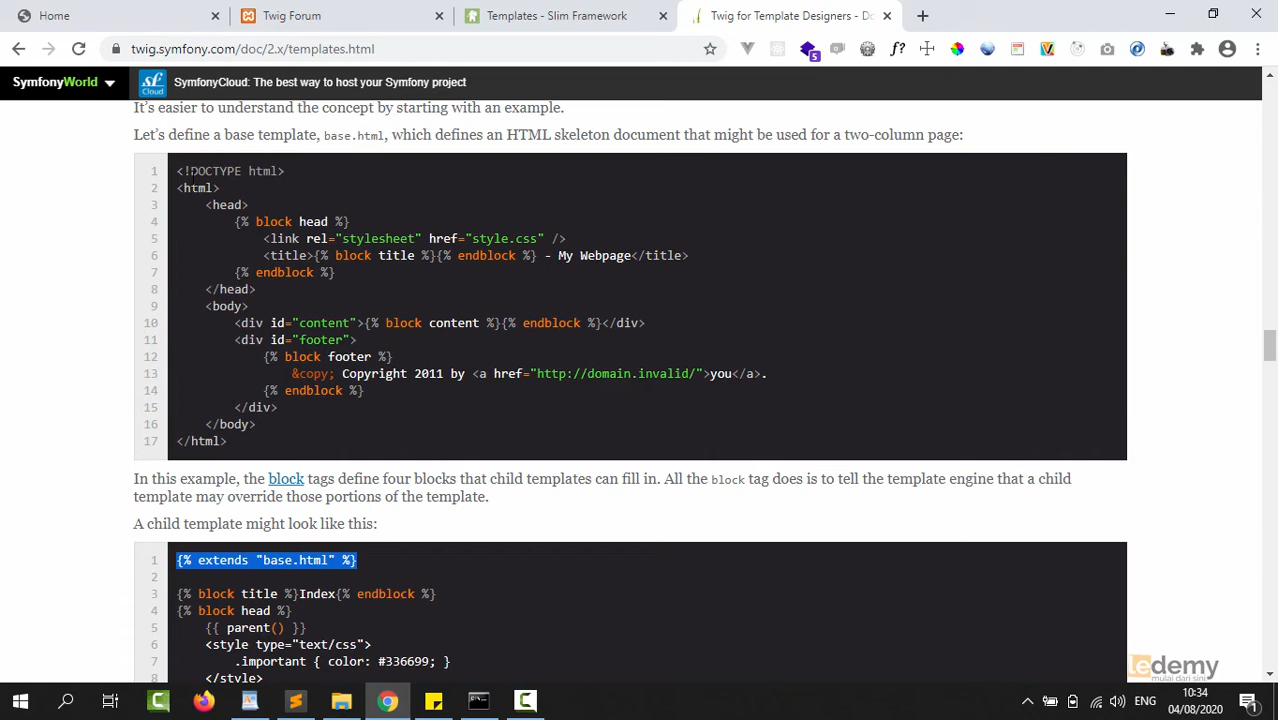 Home
Twig Forum
Templates - Slim Framework
Twig for Template Designers - Do
twig.symfony.com/doc/2.x/templates.html
SymfonyWorld
sf Cloud
SymfonyCloud: The best way to host your Symfony project
It's easier to understand the concept by starting with an example.
Let's define a base template, base.html, which defines an HTML skeleton document that might be used for a two-column page:
1 <!DOCTYPE html>
2 <html>
3 <head>
4 {% block head %}
5 <link rel="stylesheet" href="style.css" />
6 <title>{% block title %}{% endblock %} - My Webpage</title>
7 {% endblock %}
8 </head>
9 <body>
10 <div id="content">{% block content %}{% endblock %}</div>
11 <div id="footer">
12 {% block footer %}
13 &copy; Copyright 2011 by <a href="http://domain.invalid/">you</a>.
14 {% endblock %}
15 </div>
16 </body>
17 </html>
In this example, the block tags define four blocks that child templates can fill in. All the block tag does is to tell the template engine that a child
template may override those portions of the template.
A child template might look like this:
1 {% extends "base.html" %}
2
3 {% block title %}Index{% endblock %}
4 {% block head %}
5 {{ parent() }}
6 <style type="text/css">
7 .important { color: #336699; }
8 </style>
ledemy
mulai dari sini
ENG
10:34
04/08/2020